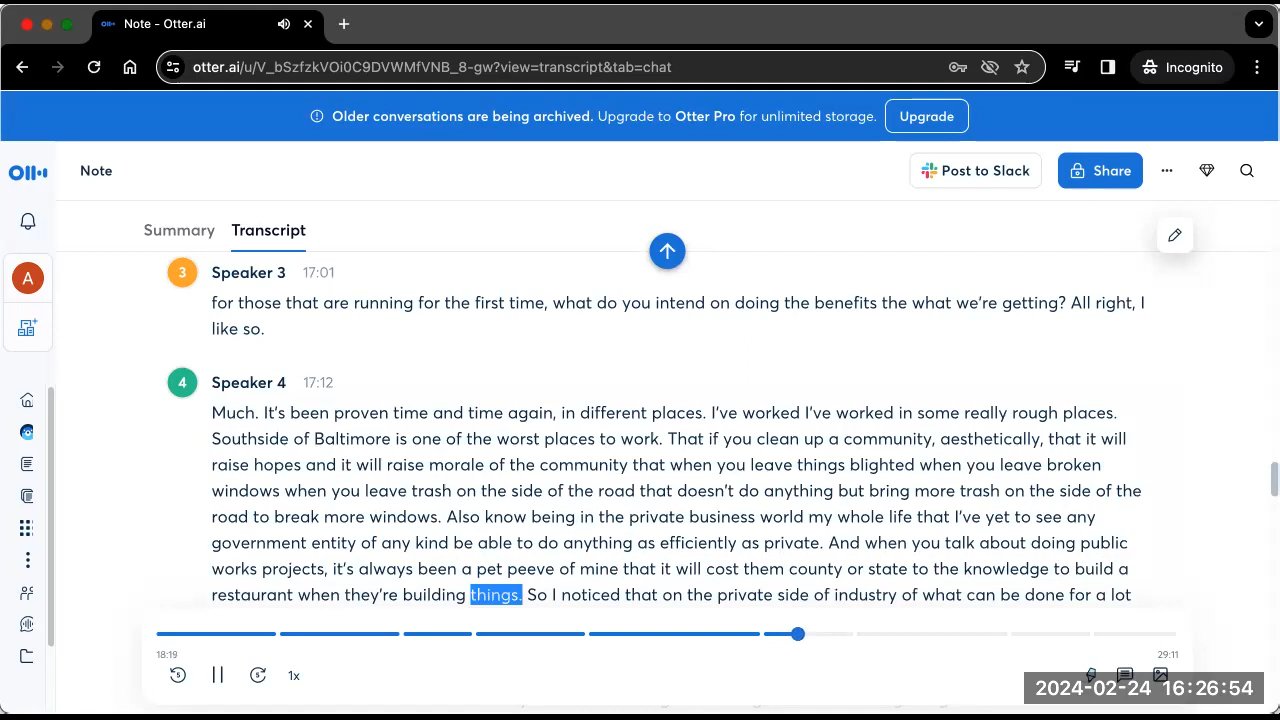 Note - Otter.ai
otter.ai/u/V_bSzfzkVOi0C9DVWMfVNB_8-gw?view=transcript&tab=chat
Incognito
Older conversations are being archived. Upgrade to Otter Pro for unlimited storage.
Upgrade
Note
Post to Slack
Share
Summary
Transcript
A
3
Speaker 3 17:01
for those that are running for the first time, what do you intend on doing the benefits the what we're getting? All right, I
like so.
4
Speaker 4 17:12
Much. It's been proven time and time again, in different places. I've worked I've worked in some really rough places.
Southside of Baltimore is one of the worst places to work. That if you clean up a community, aesthetically, that it will
raise hopes and it will raise morale of the community that when you leave things blighted when you leave broken
windows when you leave trash on the side of the road that doesn't do anything but bring more trash on the side of the
road to break more windows. Also know being in the private business world my whole life that I've yet to see any
government entity of any kind be able to do anything as efficiently as private. And when you talk about doing public
works projects, it's always been a pet peeve of mine that it will cost them county or state to the knowledge to build a
restaurant when they're building things. So I noticed that on the private side of industry of what can be done for a lot
18:19
29:11
5
5
1x
2024-02-24 16:26:54